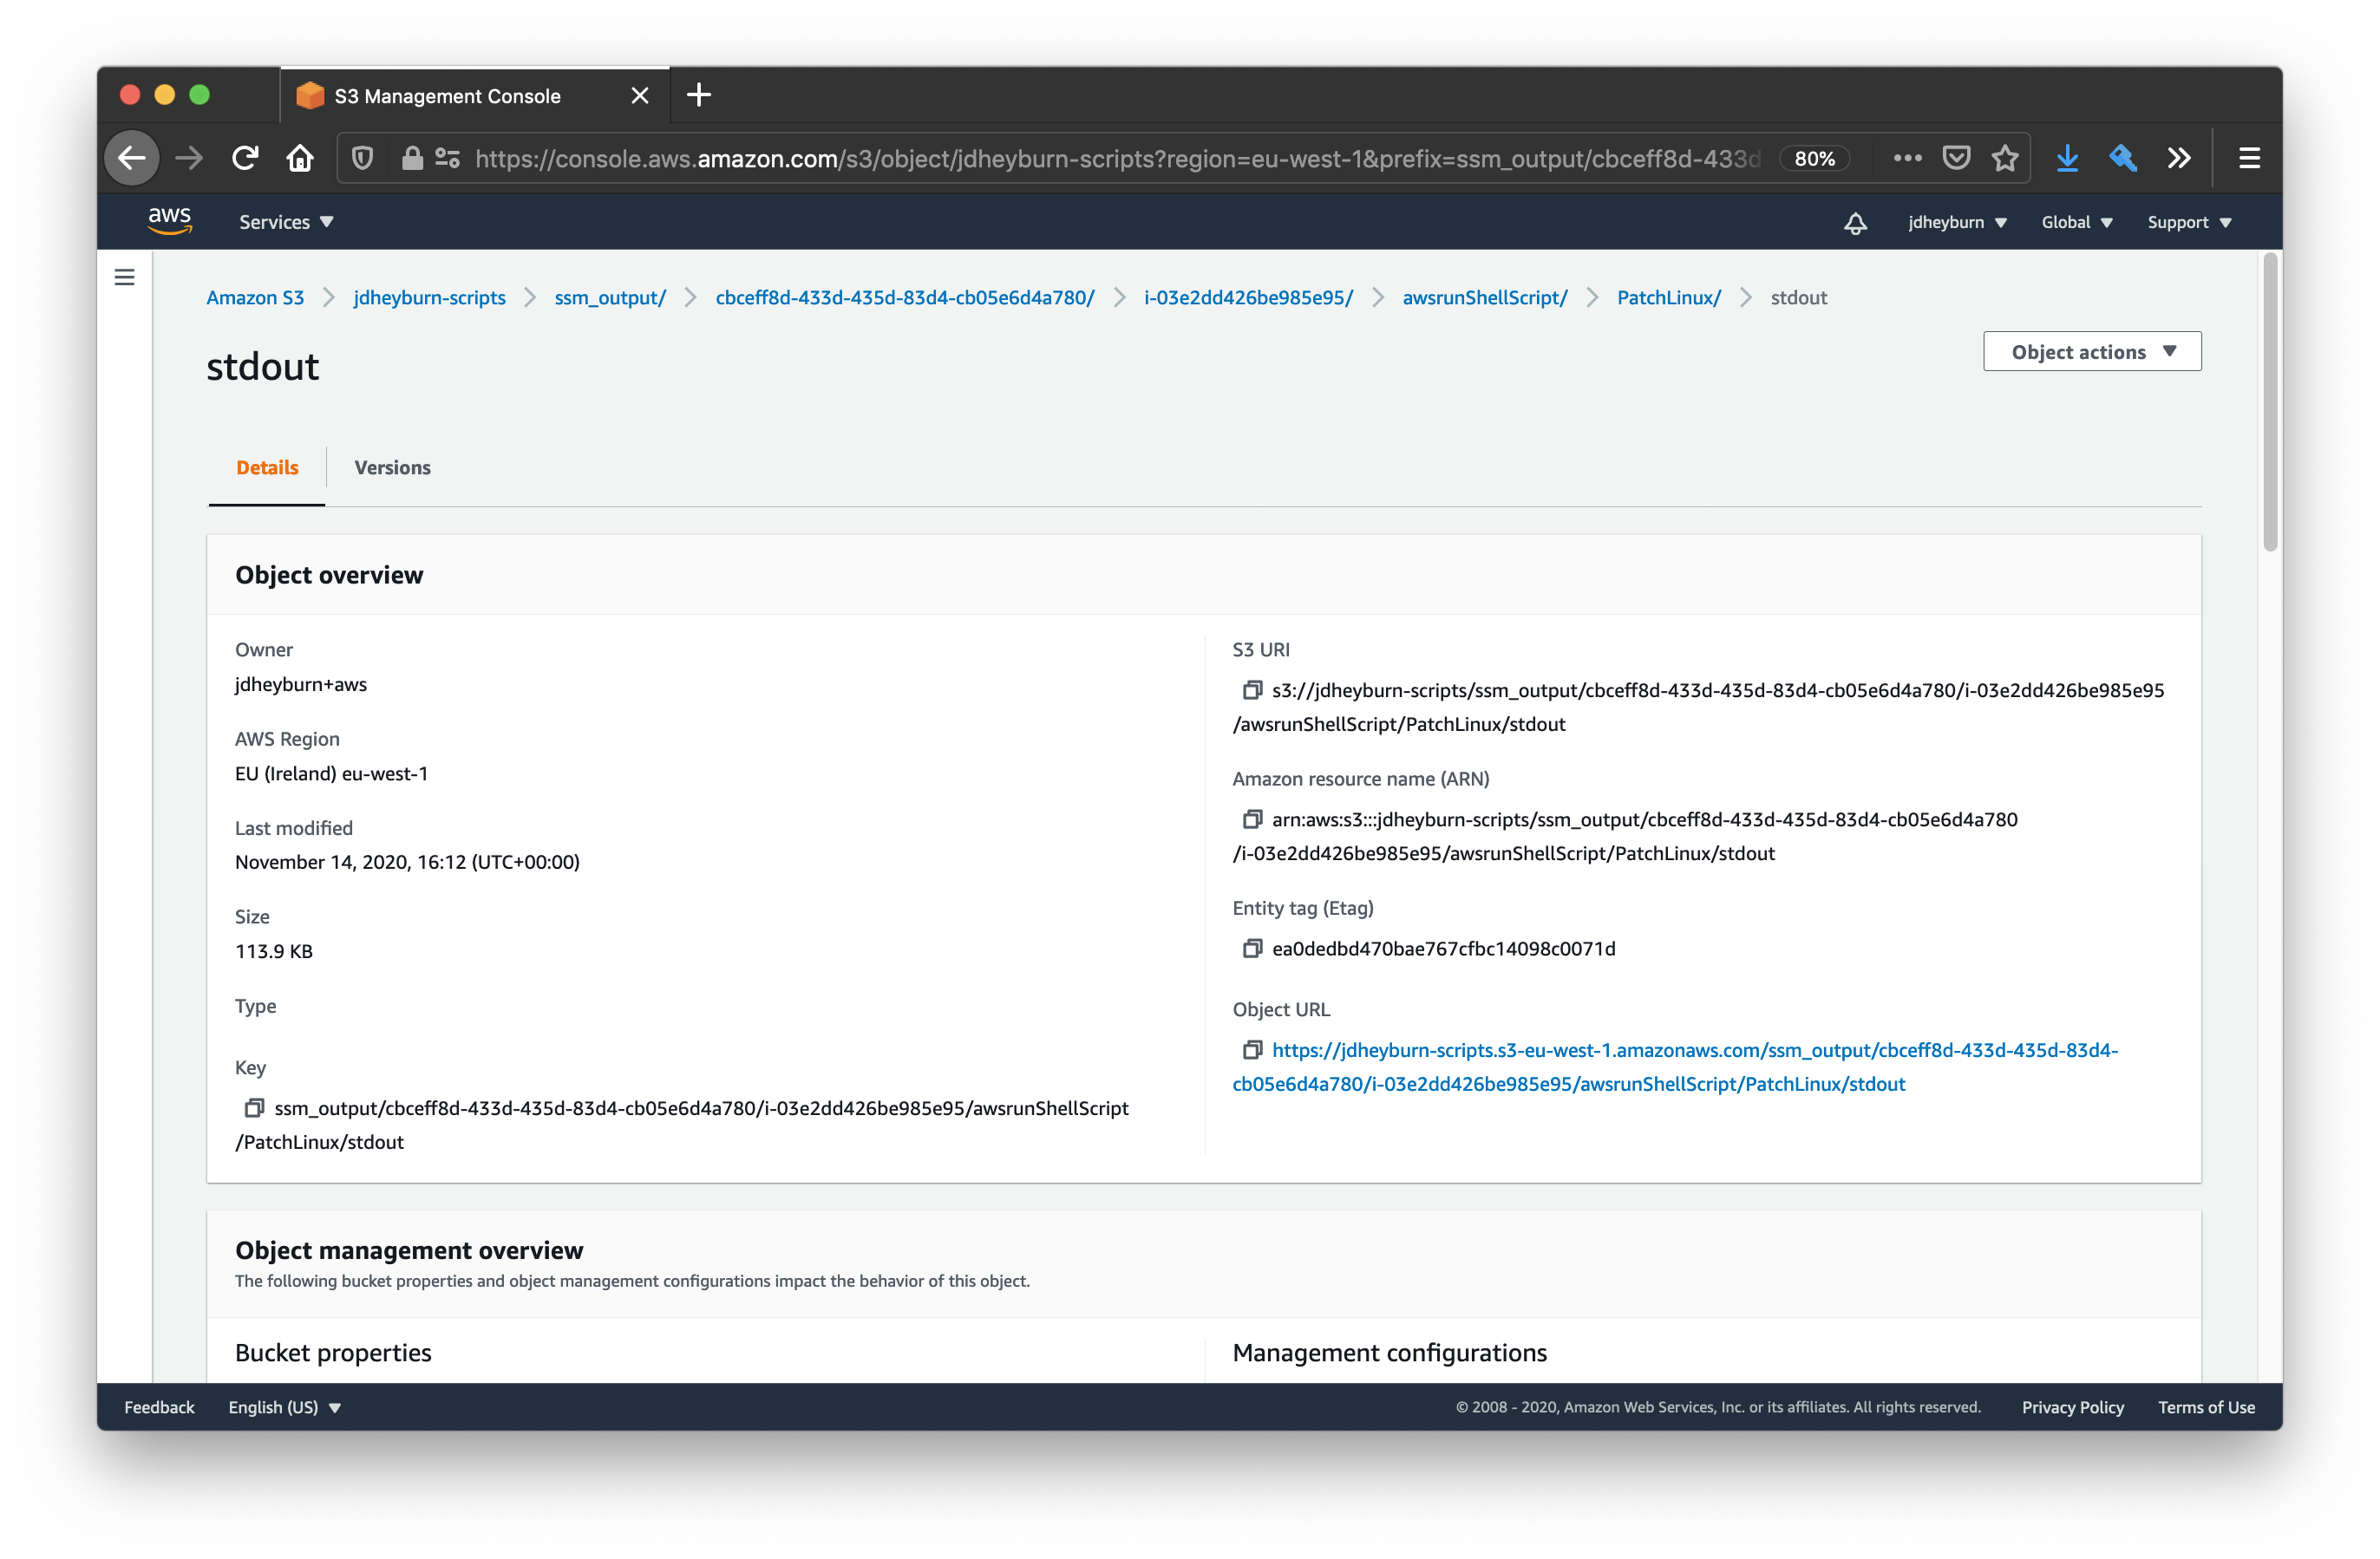 S3 Management Console
https://console.aws.amazon.com/s3/object/jdheyburn-scripts?region=eu-west-1&prefix=ssm_output/cbceff8d-433d
80%
aws
Services
jdheyburn
Global
Support
Amazon S3
jdheyburn-scripts
ssm_output/
cbceff8d-433d-435d-83d4-cb05e6d4a780/
i-03e2dd426be985e95/
awsrunShellScript/
PatchLinux/
stdout
stdout
Object actions
Details
Versions
Object overview
Owner
jdheyburn+aws
AWS Region
EU (Ireland) eu-west-1
Last modified
November 14, 2020, 16:12 (UTC+00:00)
Size
113.9 KB
Type
Key
ssm_output/cbceff8d-433d-435d-83d4-cb05e6d4a780/i-03e2dd426be985e95/awsrunShellScript
/PatchLinux/stdout
S3 URI
s3://jdheyburn-scripts/ssm_output/cbceff8d-433d-435d-83d4-cb05e6d4a780/i-03e2dd426be985e95
/awsrunShellScript/PatchLinux/stdout
Amazon resource name (ARN)
arn:aws:s3:::jdheyburn-scripts/ssm_output/cbceff8d-433d-435d-83d4-cb05e6d4a780
/i-03e2dd426be985e95/awsrunShellScript/PatchLinux/stdout
Entity tag (Etag)
ea0dedbd470bae767cfbc14098c0071d
Object URL
https://jdheyburn-scripts.s3-eu-west-1.amazonaws.com/ssm_output/cbceff8d-433d-435d-83d4-
cb05e6d4a780/i-03e2dd426be985e95/awsrunShellScript/PatchLinux/stdout
Object management overview
The following bucket properties and object management configurations impact the behavior of this object.
Bucket properties
Management configurations
Feedback
English (US)
© 2008 - 2020, Amazon Web Services, Inc. or its affiliates. All rights reserved.
Privacy Policy
Terms of Use